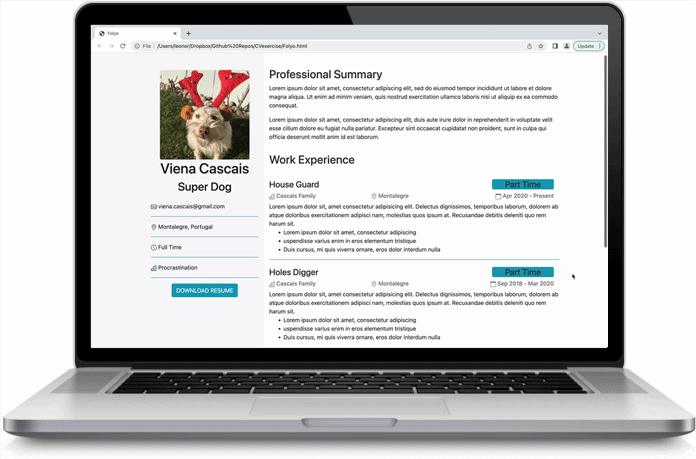 Folyo
File
/Users/leonor/Dropbox/Github%20Repos/CVexercise/Folyo.html
Update
Viena Cascais
Super Dog
viena.cascais@gmail.com
Montalegre, Portugal
Full Time
Procrastination
DOWNLOAD RESUME
Professional Summary
Lorem ipsum dolor sit amet, consectetur adipiscing elit, sed do eiusmod tempor incididunt ut labore et dolore
magna aliqua. Ut enim ad minim veniam, quis nostrud exercitation ullamco laboris nisi ut aliquip ex ea commodo
consequat.
Lorem ipsum dolor sit amet, consectetur adipiscing elit, duis aute irure dolor in reprehenderit in voluptate velit
esse cillum dolore eu fugiat nulla pariatur. Excepteur sint occaecat cupidatat non proident, sunt in culpa qui
officia deserunt mollit anim id est laborum.
Work Experience
House Guard
Part Time
Cascais Family
Montalegre
Apr 2020 - Present
Lorem ipsum dolor sit amet, consectetur adipisicing elit. Delectus dignissimos, temporibus laborum, dolorem ab
atque doloribus exercitationem adipisci nam, molestias quos ipsum at. Recusandae debitis deleniti quo rem
harum sit.
• Lorem ipsum dolor sit amet, consectetur adipiscing
• uspendisse varius enim in eros elementum tristique
• Duis cursus, mi quis viverra ornare, eros dolor interdum nulla
Holes Digger
Part Time
Cascais Family
Montalegre
Sep 2018 - Mar 2020
Lorem ipsum dolor sit amet, consectetur adipisicing elit. Delectus dignissimos, temporibus laborum, dolorem ab
atque doloribus exercitationem adipisci nam, molestias quos ipsum at. Recusandae debitis deleniti quo rem
harum sit.
• Lorem ipsum dolor sit amet, consectetur adipiscing
• uspendisse varius enim in eros elementum tristique
• Duis cursus, mi quis viverra ornare, eros dolor interdum nulla